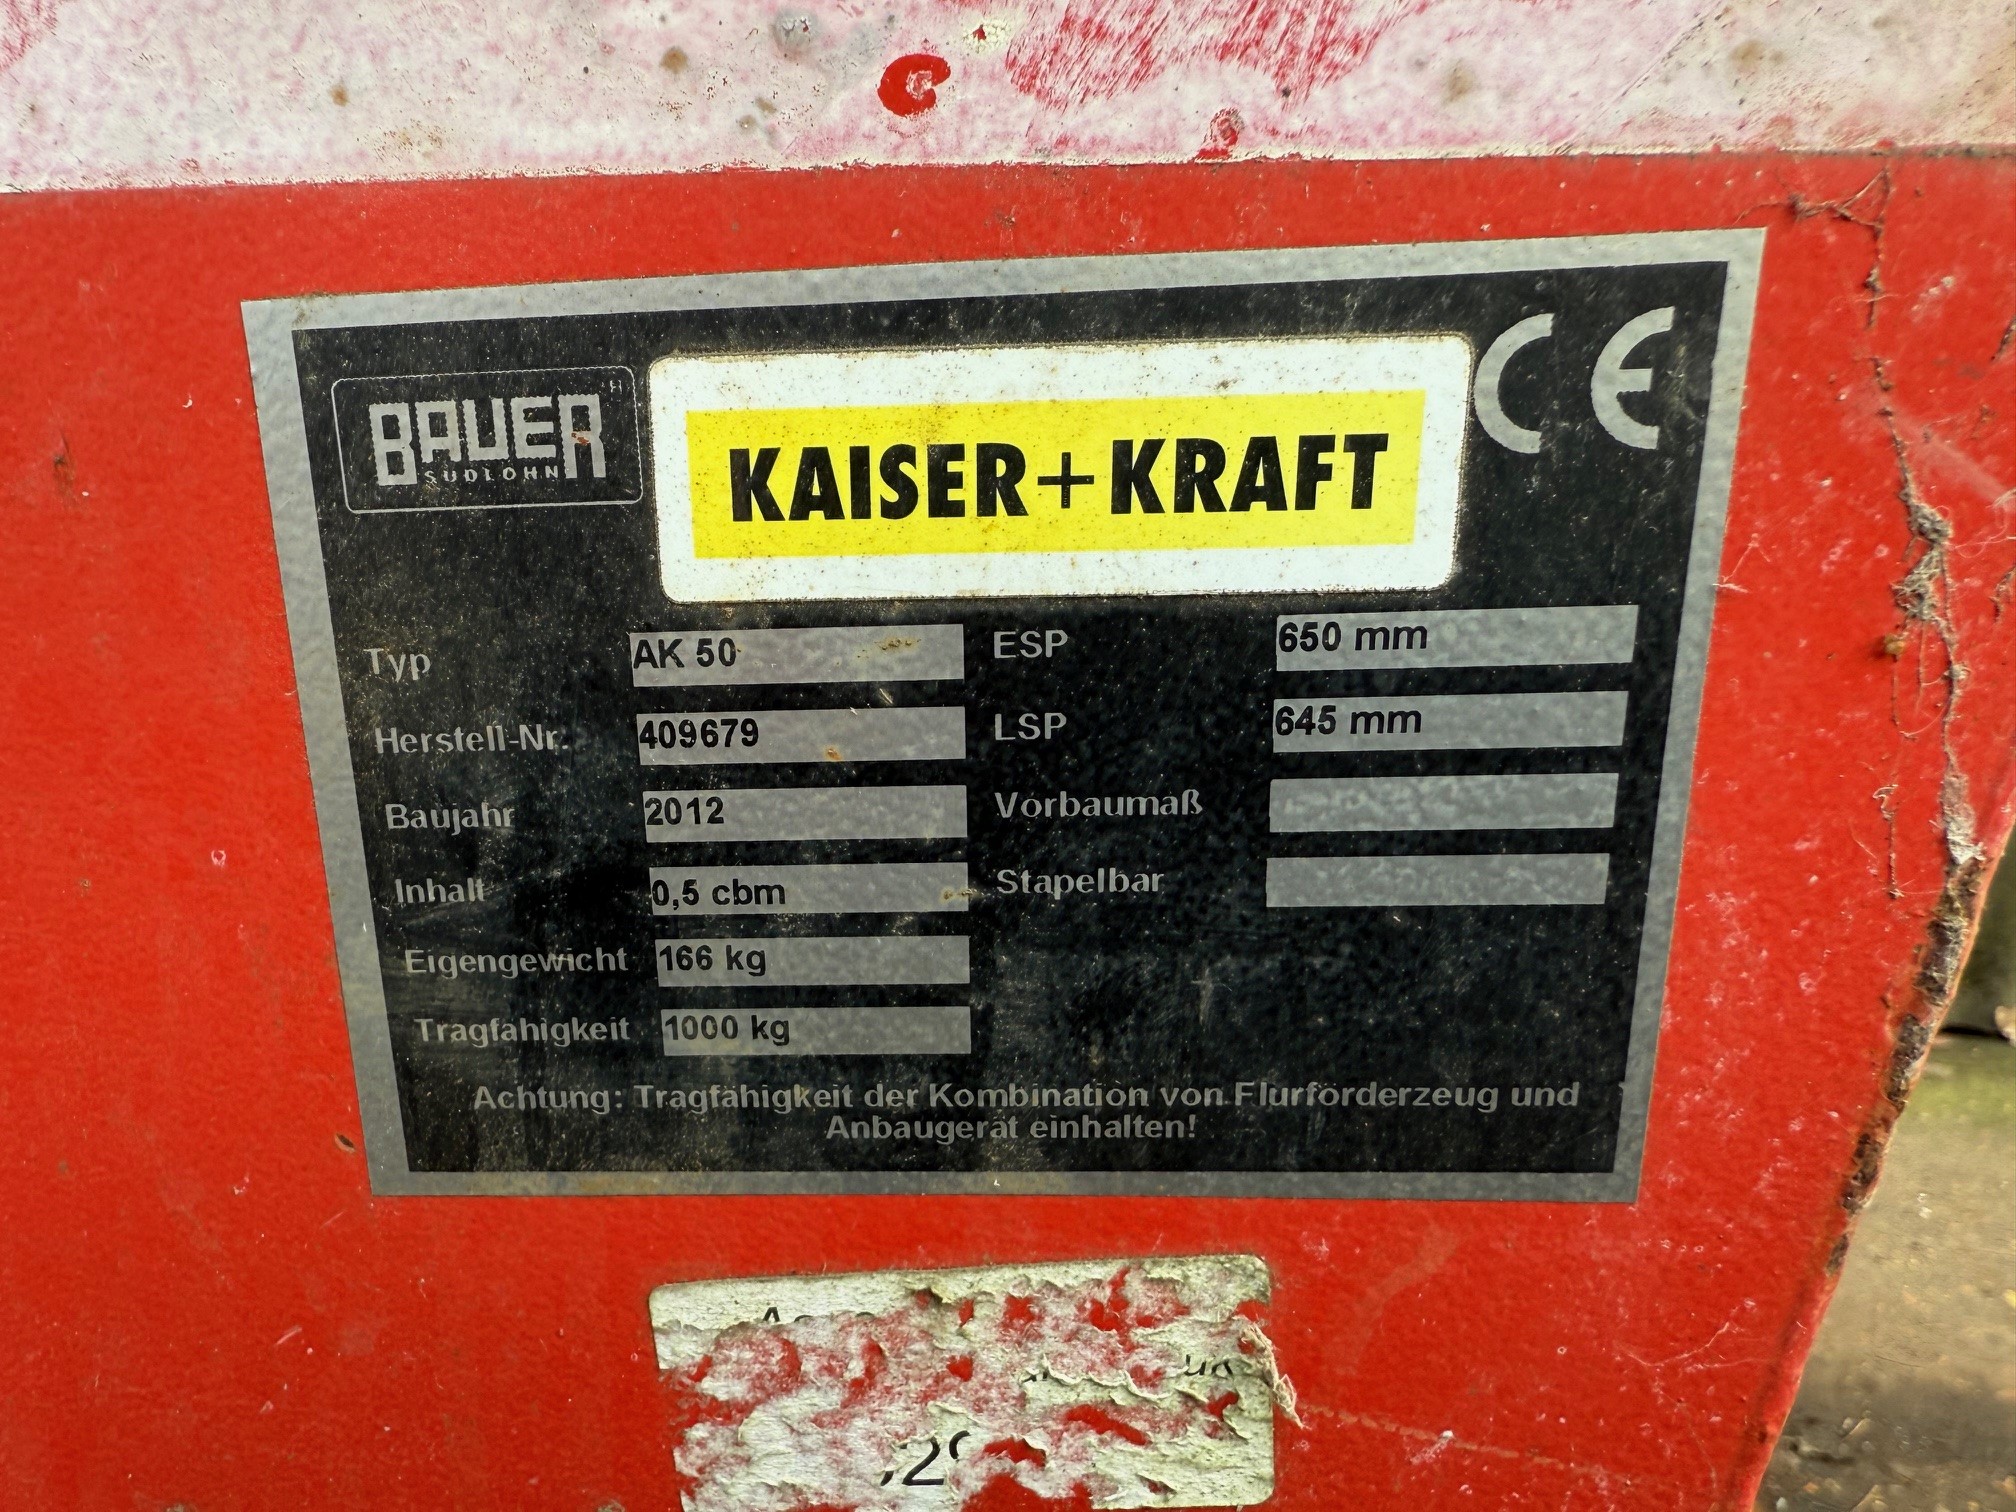 BAUER
SÜDLOHN
KAISER+KRAFT
CE
Typ AK 50 ESP 650 mm
Herstell-Nr. 409679 LSP 645 mm
Baujahr 2012 Vorbaumaß
Inhalt 0,5 cbm Stapelbar
Eigengewicht 166 kg
Tragfähigkeit 1000 kg
Achtung: Tragfähigkeit der Kombination von Flurförderzeug und
Anbaugerät einhalten!